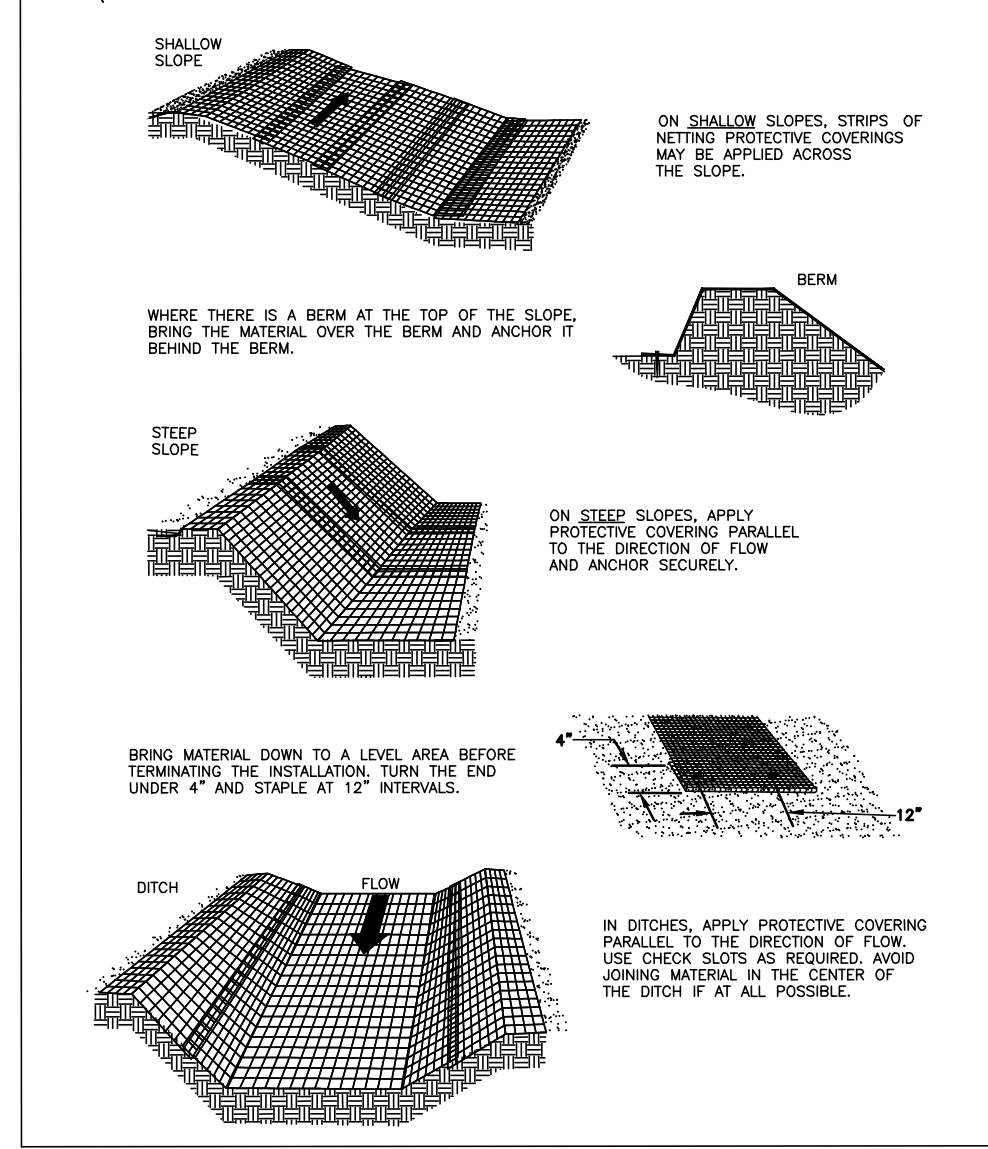 SHALLOW
SLOPE
ON SHALLOW SLOPES, STRIPS OF
NETTING PROTECTIVE COVERINGS
MAY BE APPLIED ACROSS
THE SLOPE.
BERM
WHERE THERE IS A BERM AT THE TOP OF THE SLOPE,
BRING THE MATERIAL OVER THE BERM AND ANCHOR IT
BEHIND THE BERM.
STEEP
SLOPE
ON STEEP SLOPES, APPLY
PROTECTIVE COVERING PARALLEL
TO THE DIRECTION OF FLOW
AND ANCHOR SECURELY.
BRING MATERIAL DOWN TO A LEVEL AREA BEFORE
TERMINATING THE INSTALLATION. TURN THE END
UNDER 4" AND STAPLE AT 12" INTERVALS.
4"
12"
DITCH
FLOW
IN DITCHES, APPLY PROTECTIVE COVERING
PARALLEL TO THE DIRECTION OF FLOW.
USE CHECK SLOTS AS REQUIRED. AVOID
JOINING MATERIAL IN THE CENTER OF
THE DITCH IF AT ALL POSSIBLE.